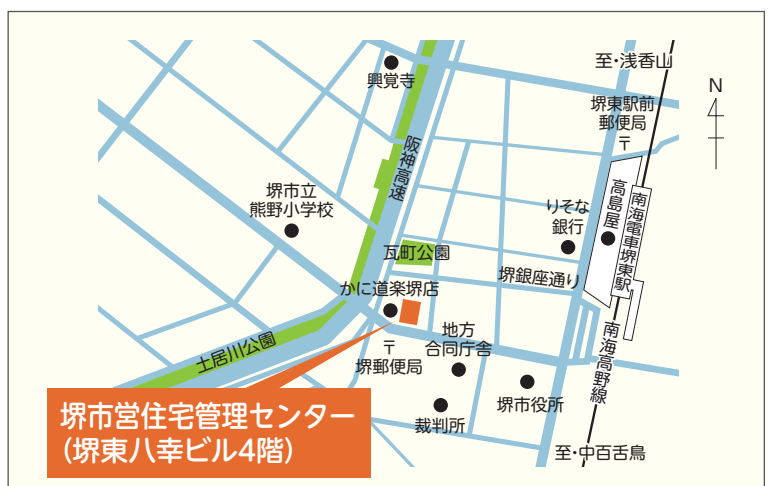 至・浅香山
興覚寺
N
堺東駅前
郵便局
〒
阪神高速
堺市立
熊野小学校
りそな
銀行
高島屋
南海電車堺東駅
瓦町公園
堺銀座通り
かに道楽堺店
南海高野線
土居川公園
〒
堺郵便局
地方
合同庁舎
堺市役所
裁判所
堺市営住宅管理センター
(堺東八幸ビル4階)
至・中百舌鳥